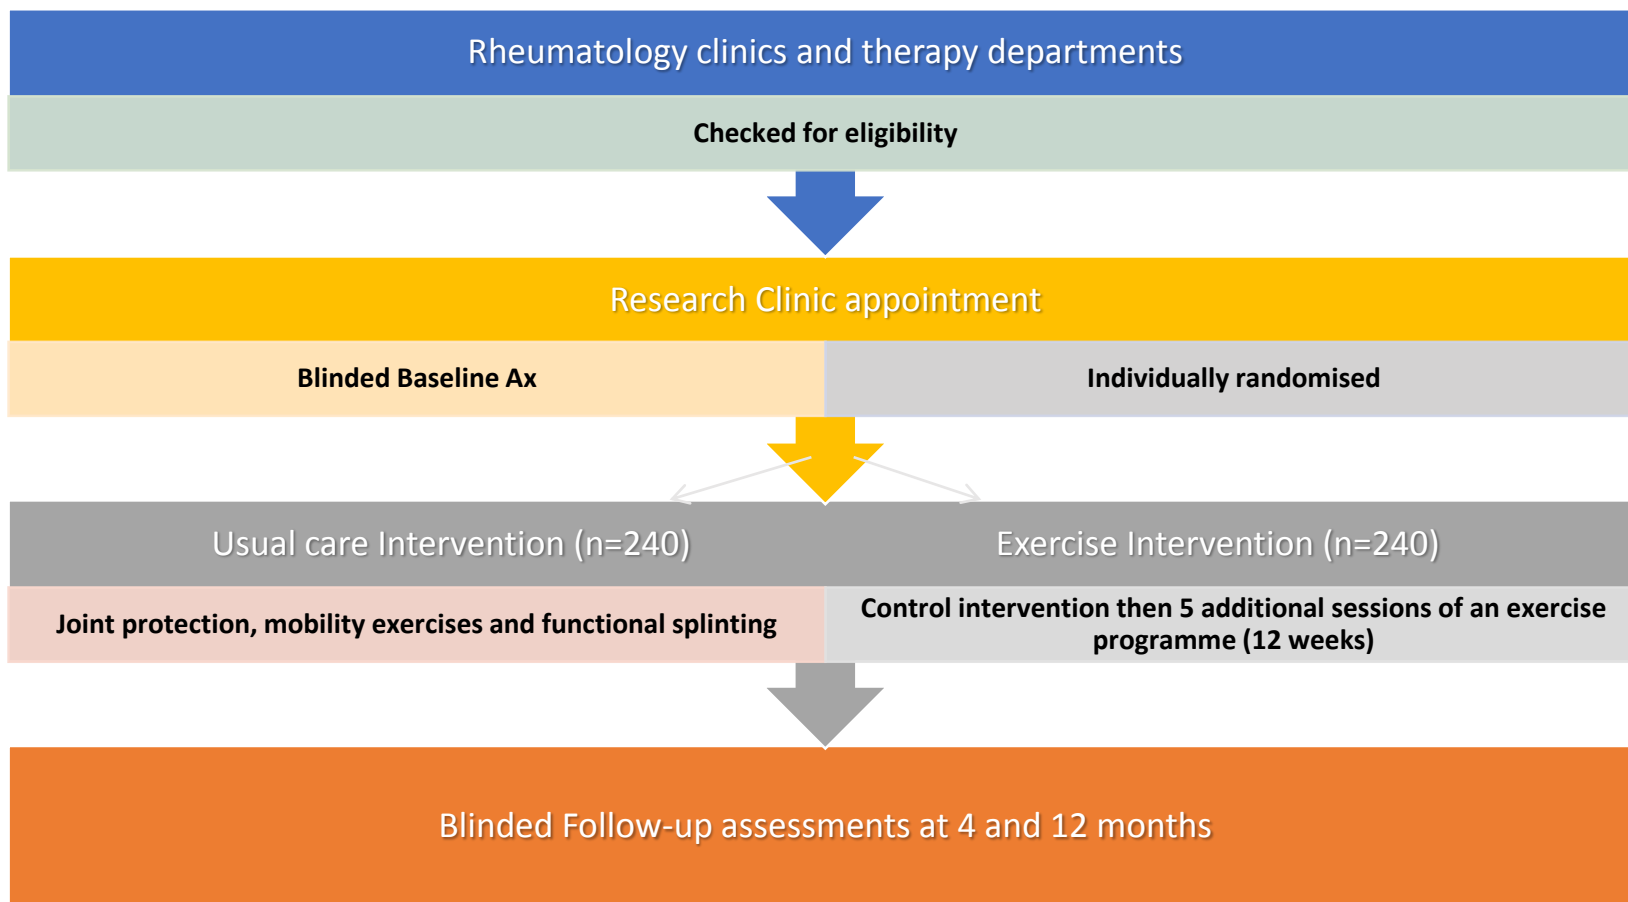 Rheumatology clinics and therapy departments
Checked for eligibility
Research Clinic appointment
Blinded Baseline Ax
Individually randomised
Usual care Intervention (n=240)
Exercise Intervention (n=240)
Joint protection, mobility exercises and functional splinting
Control intervention then 5 additional sessions of an exercise
programme (12 weeks)
Blinded Follow-up assessments at 4 and 12 months